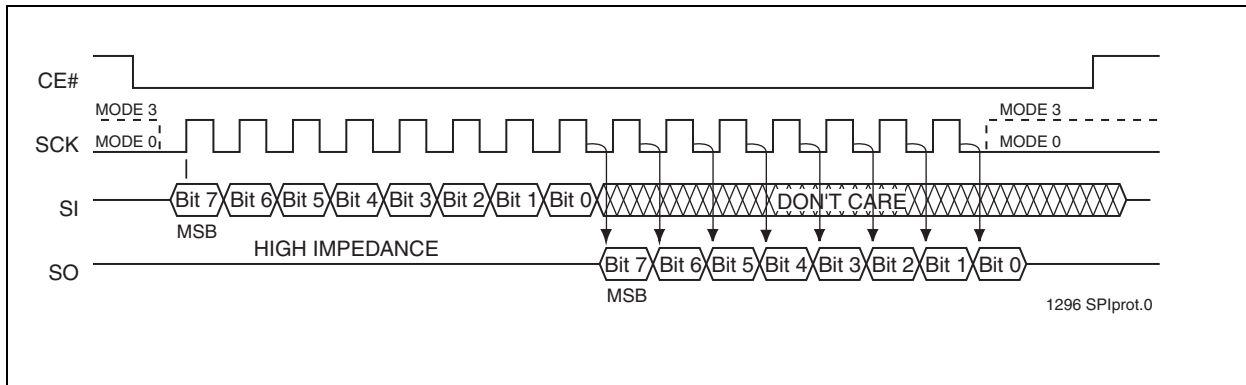 CE#
MODE 3
MODE 3
SCK
MODE 0
MODE 0
SI
Bit 7 Bit 6 Bit 5 Bit 4 Bit 3 Bit 2 Bit 1 Bit 0 DON'T CARE
MSB
HIGH IMPEDANCE
SO
Bit 7 Bit 6 Bit 5 Bit 4 Bit 3 Bit 2 Bit 1 Bit 0
MSB
1296 SPIprot.0